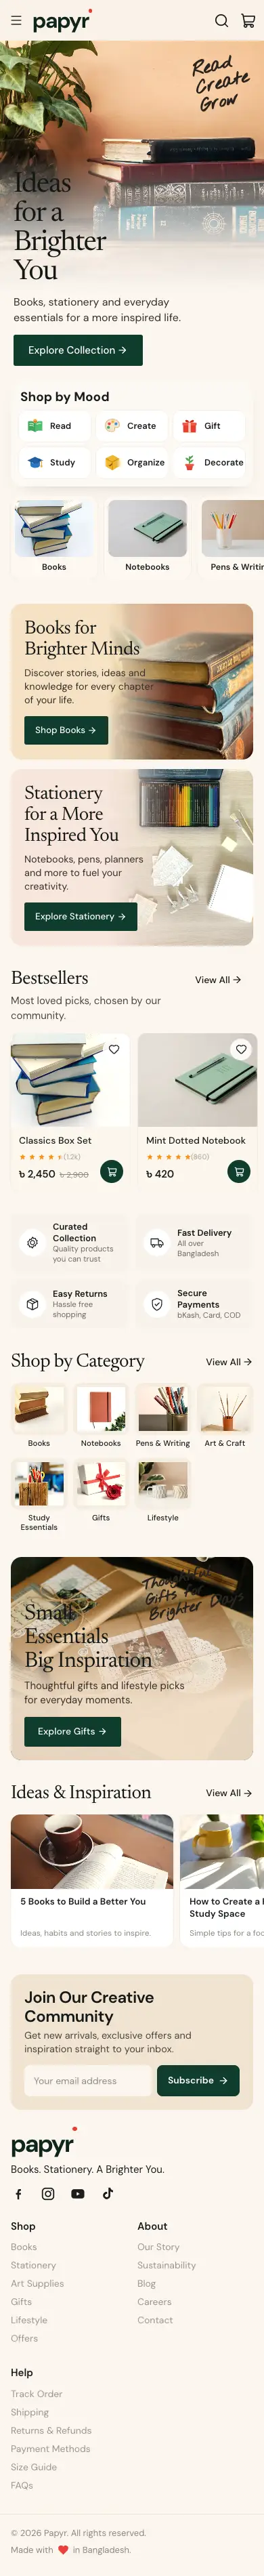 papyr
Read
Create
Grow
Ideas
for a
Brighter
You
Books, stationery and everyday
essentials for a more inspired life.
Explore Collection →
Shop by Mood
Read
Create
Gift
Study
Organize
Decorate
Books
Notebooks
Pens & Writin
Books for
Brighter Minds
Discover stories, ideas and
knowledge for every chapter
of your life.
Shop Books →
Stationery
for a More
Inspired You
Notebooks, pens, planners
and more to fuel your
creativity.
Explore Stationery →
Bestsellers
View All →
Most loved picks, chosen by our
community.
Classics Box Set
(1.2k)
৳ 2,450 ৳ 2,900
Mint Dotted Notebook
(860)
৳ 420
Curated
Collection
Quality products
you can trust
Fast Delivery
All over
Bangladesh
Easy Returns
Hassle free
shopping
Secure
Payments
bKash, Card, COD
Shop by Category
View All →
Books
Notebooks
Pens & Writing
Art & Craft
Study
Essentials
Gifts
Lifestyle
Thoughtful
Gifts for
Brighter Days
Small
Essentials
Big Inspiration
Thoughtful gifts and lifestyle picks
for everyday moments.
Explore Gifts →
Ideas & Inspiration
View All →
5 Books to Build a Better You
Ideas, habits and stories to inspire.
How to Create a
Study Space
Simple tips for a foc
Join Our Creative
Community
Get new arrivals, exclusive offers and
inspiration straight to your inbox.
Your email address
Subscribe →
papyr
Books. Stationery. A Brighter You.
Shop
Books
Stationery
Art Supplies
Gifts
Lifestyle
Offers
About
Our Story
Sustainability
Blog
Careers
Contact
Help
Track Order
Shipping
Returns & Refunds
Payment Methods
Size Guide
FAQs
© 2026 Papyr. All rights reserved.
Made with ❤️ in Bangladesh.